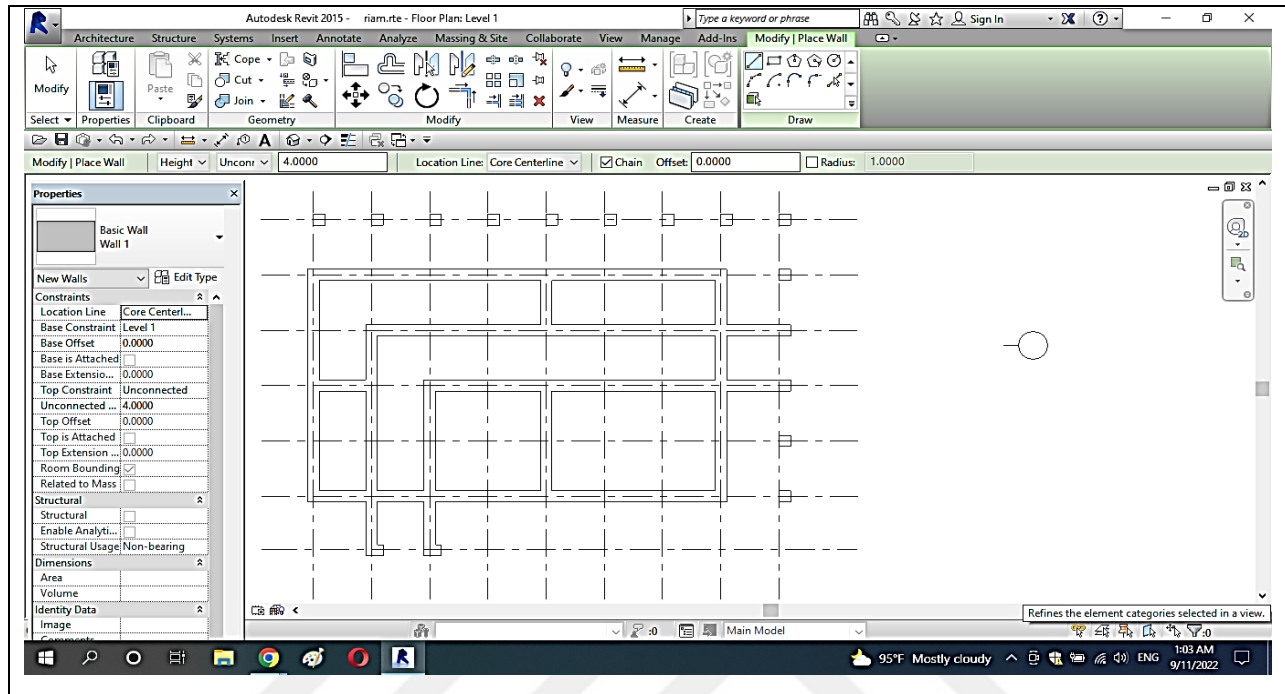 Autodesk Revit 2015 - riam.rte - Floor Plan: Level 1
Type a keyword or phrase
Sign In
Architecture Structure Systems Insert Annotate Analyze Massing & Site Collaborate View Manage Add-Ins Modify | Place Wall
Modify
Paste
Cope
Cut
Join
Select Properties Clipboard Geometry Modify View Measure Create Draw
Modify | Place Wall Height Unconr 4.0000 Location Line: Core Centerline Chain Offset: 0.0000 Radius: 1.0000
Properties
Basic Wall
Wall 1
New Walls Edit Type
Constraints
Location Line Core Centerl...
Base Constraint Level 1
Base Offset 0.0000
Base is Attached
Base Extensio... 0.0000
Top Constraint Unconnected
Unconnected ... 4.0000
Top Offset 0.0000
Top is Attached
Top Extension ... 0.0000
Room Bounding
Related to Mass
Structural
Structural
Enable Analyti...
Structural Usage Non-bearing
Dimensions
Area
Volume
Identity Data
Image
2D
Refines the element categories selected in a view.
:0 Main Model :0
95°F Mostly cloudy ENG 1:03 AM
9/11/2022